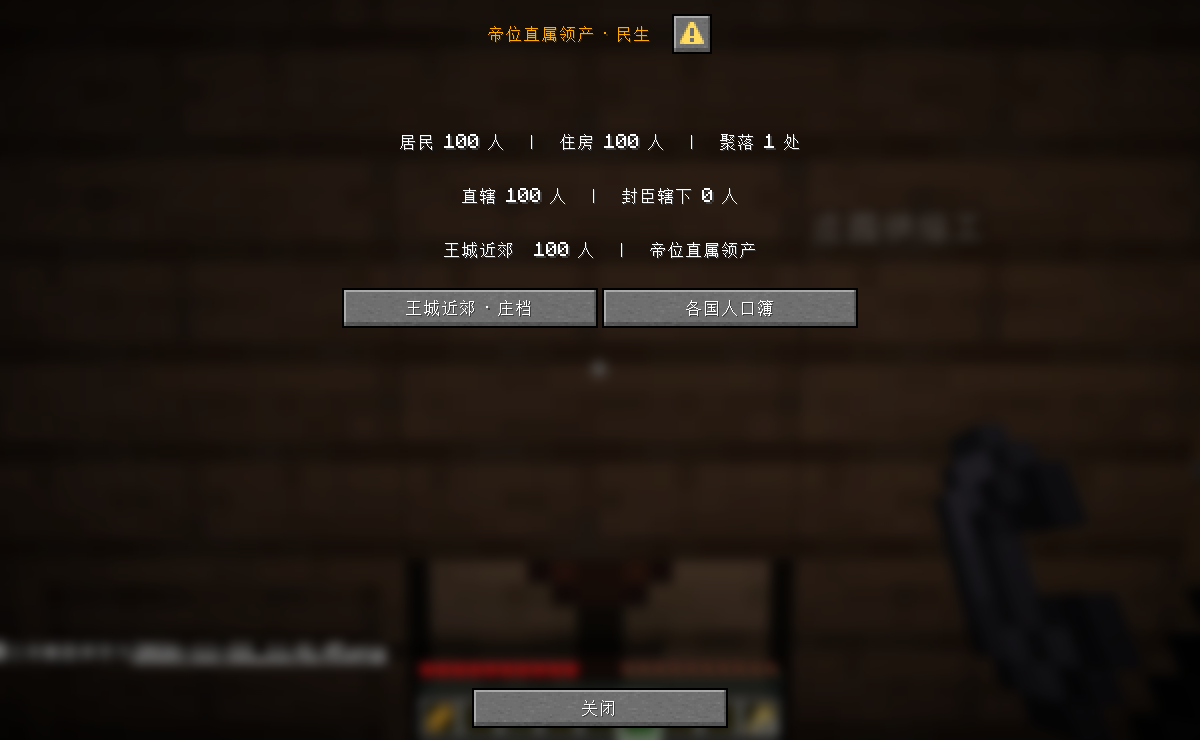 帝位直属领产 · 民生
居民 100 人 | 住房 100 人 | 聚落 1 处
直辖 100 人 | 封臣辖下 0 人
王城近郊 100 人 | 帝位直属领产
王城近郊 · 庄档 各国人口簿
关闭